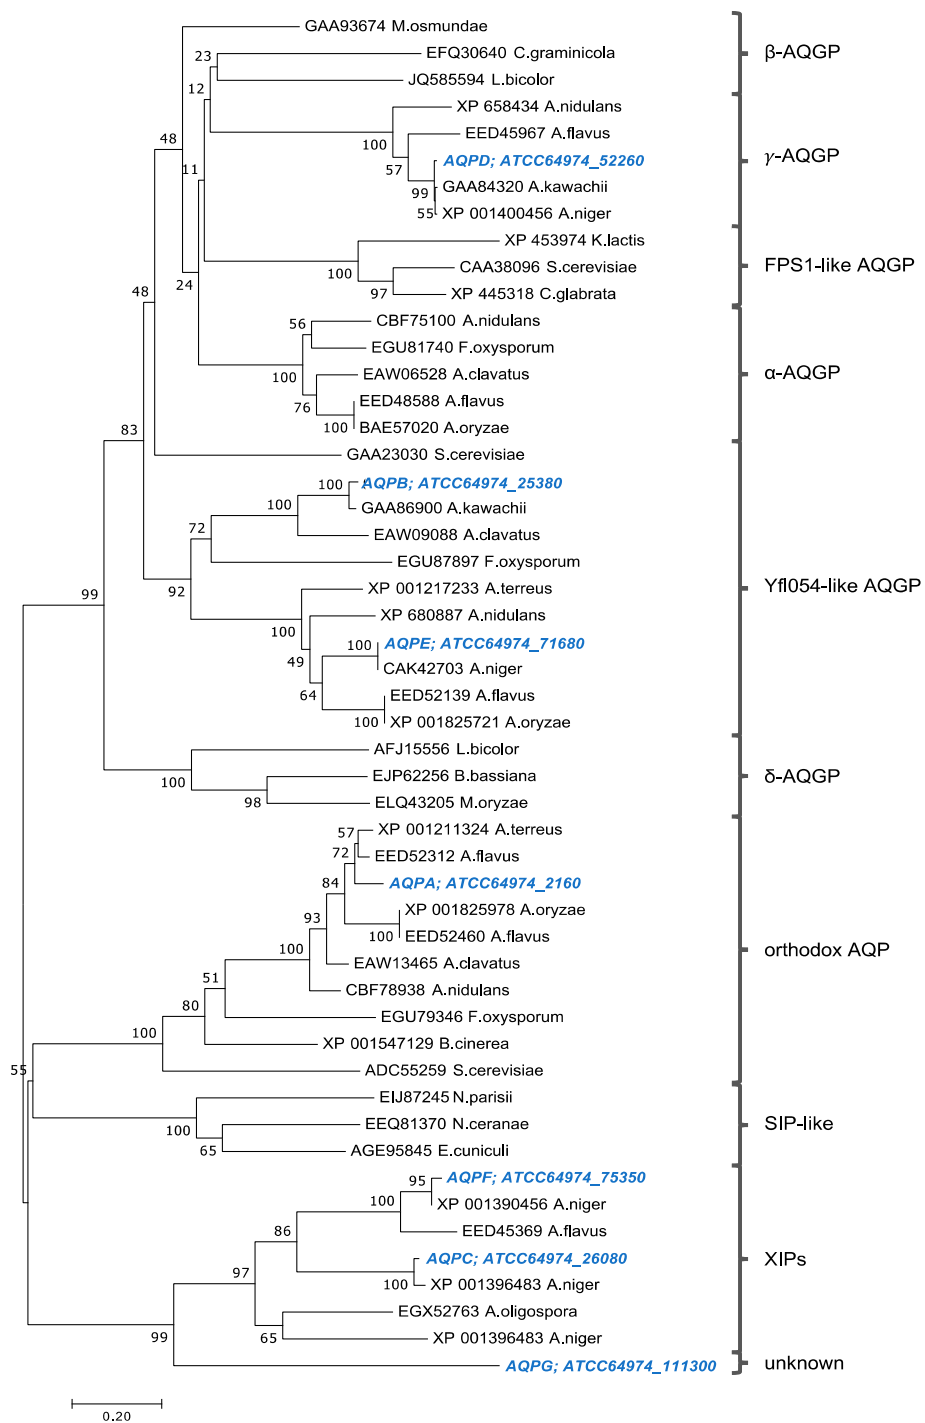 GAA93674 M.osmundae
β-AQGP
23
EFQ30640 C.graminicola
JQ585594 L.bicolor
12
XP 658434 A.nidulans
48
100
EED45967 A.flavus
γ-AQGP
11
57
AQPD; ATCC64974_52260
99
GAA84320 A.kawachii
55
XP 001400456 A.niger
XP 453974 K.lactis
100
CAA38096 S.cerevisiae
FPS1-like AQGP
24
97
XP 445318 C.glabrata
48
56
CBF75100 A.nidulans
EGU81740 F.oxysporum
100
EAW06528 A.clavatus
α-AQGP
76
EED48588 A.flavus
100
BAE57020 A.oryzae
83
GAA23030 S.cerevisiae
100
AQPB; ATCC64974_25380
100
GAA86900 A.kawachii
72
EAW09088 A.clavatus
EGU87897 F.oxysporum
99
92
XP 001217233 A.terreus
Yfl054-like AQGP
100
XP 680887 A.nidulans
100
AQPE; ATCC64974_71680
49
CAK42703 A.niger
64
EED52139 A.flavus
100
XP 001825721 A.oryzae
AFJ15556 L.bicolor
100
EJP62256 B.bassiana
δ-AQGP
98
ELQ43205 M.oryzae
57
XP 001211324 A.terreus
72
EED52312 A.flavus
84
AQPA; ATCC64974_2160
XP 001825978 A.oryzae
93
100
EED52460 A.flavus
100
EAW13465 A.clavatus
orthodox AQP
51
CBF78938 A.nidulans
80
EGU79346 F.oxysporum
100
XP 001547129 B.cinerea
55
ADC55259 S.cerevisiae
EIJ87245 N.parisii
100
EEQ81370 N.ceranae
SIP-like
65
AGE95845 E.cuniculi
95
AQPF; ATCC64974_75350
100
XP 001390456 A.niger
86
EED45369 A.flavus
AQPC; ATCC64974_26080
XIPs
97
100
XP 001396483 A.niger
EGX52763 A.oligospora
99
65
XP 001396483 A.niger
AQPG; ATCC64974_111300
unknown
0.20